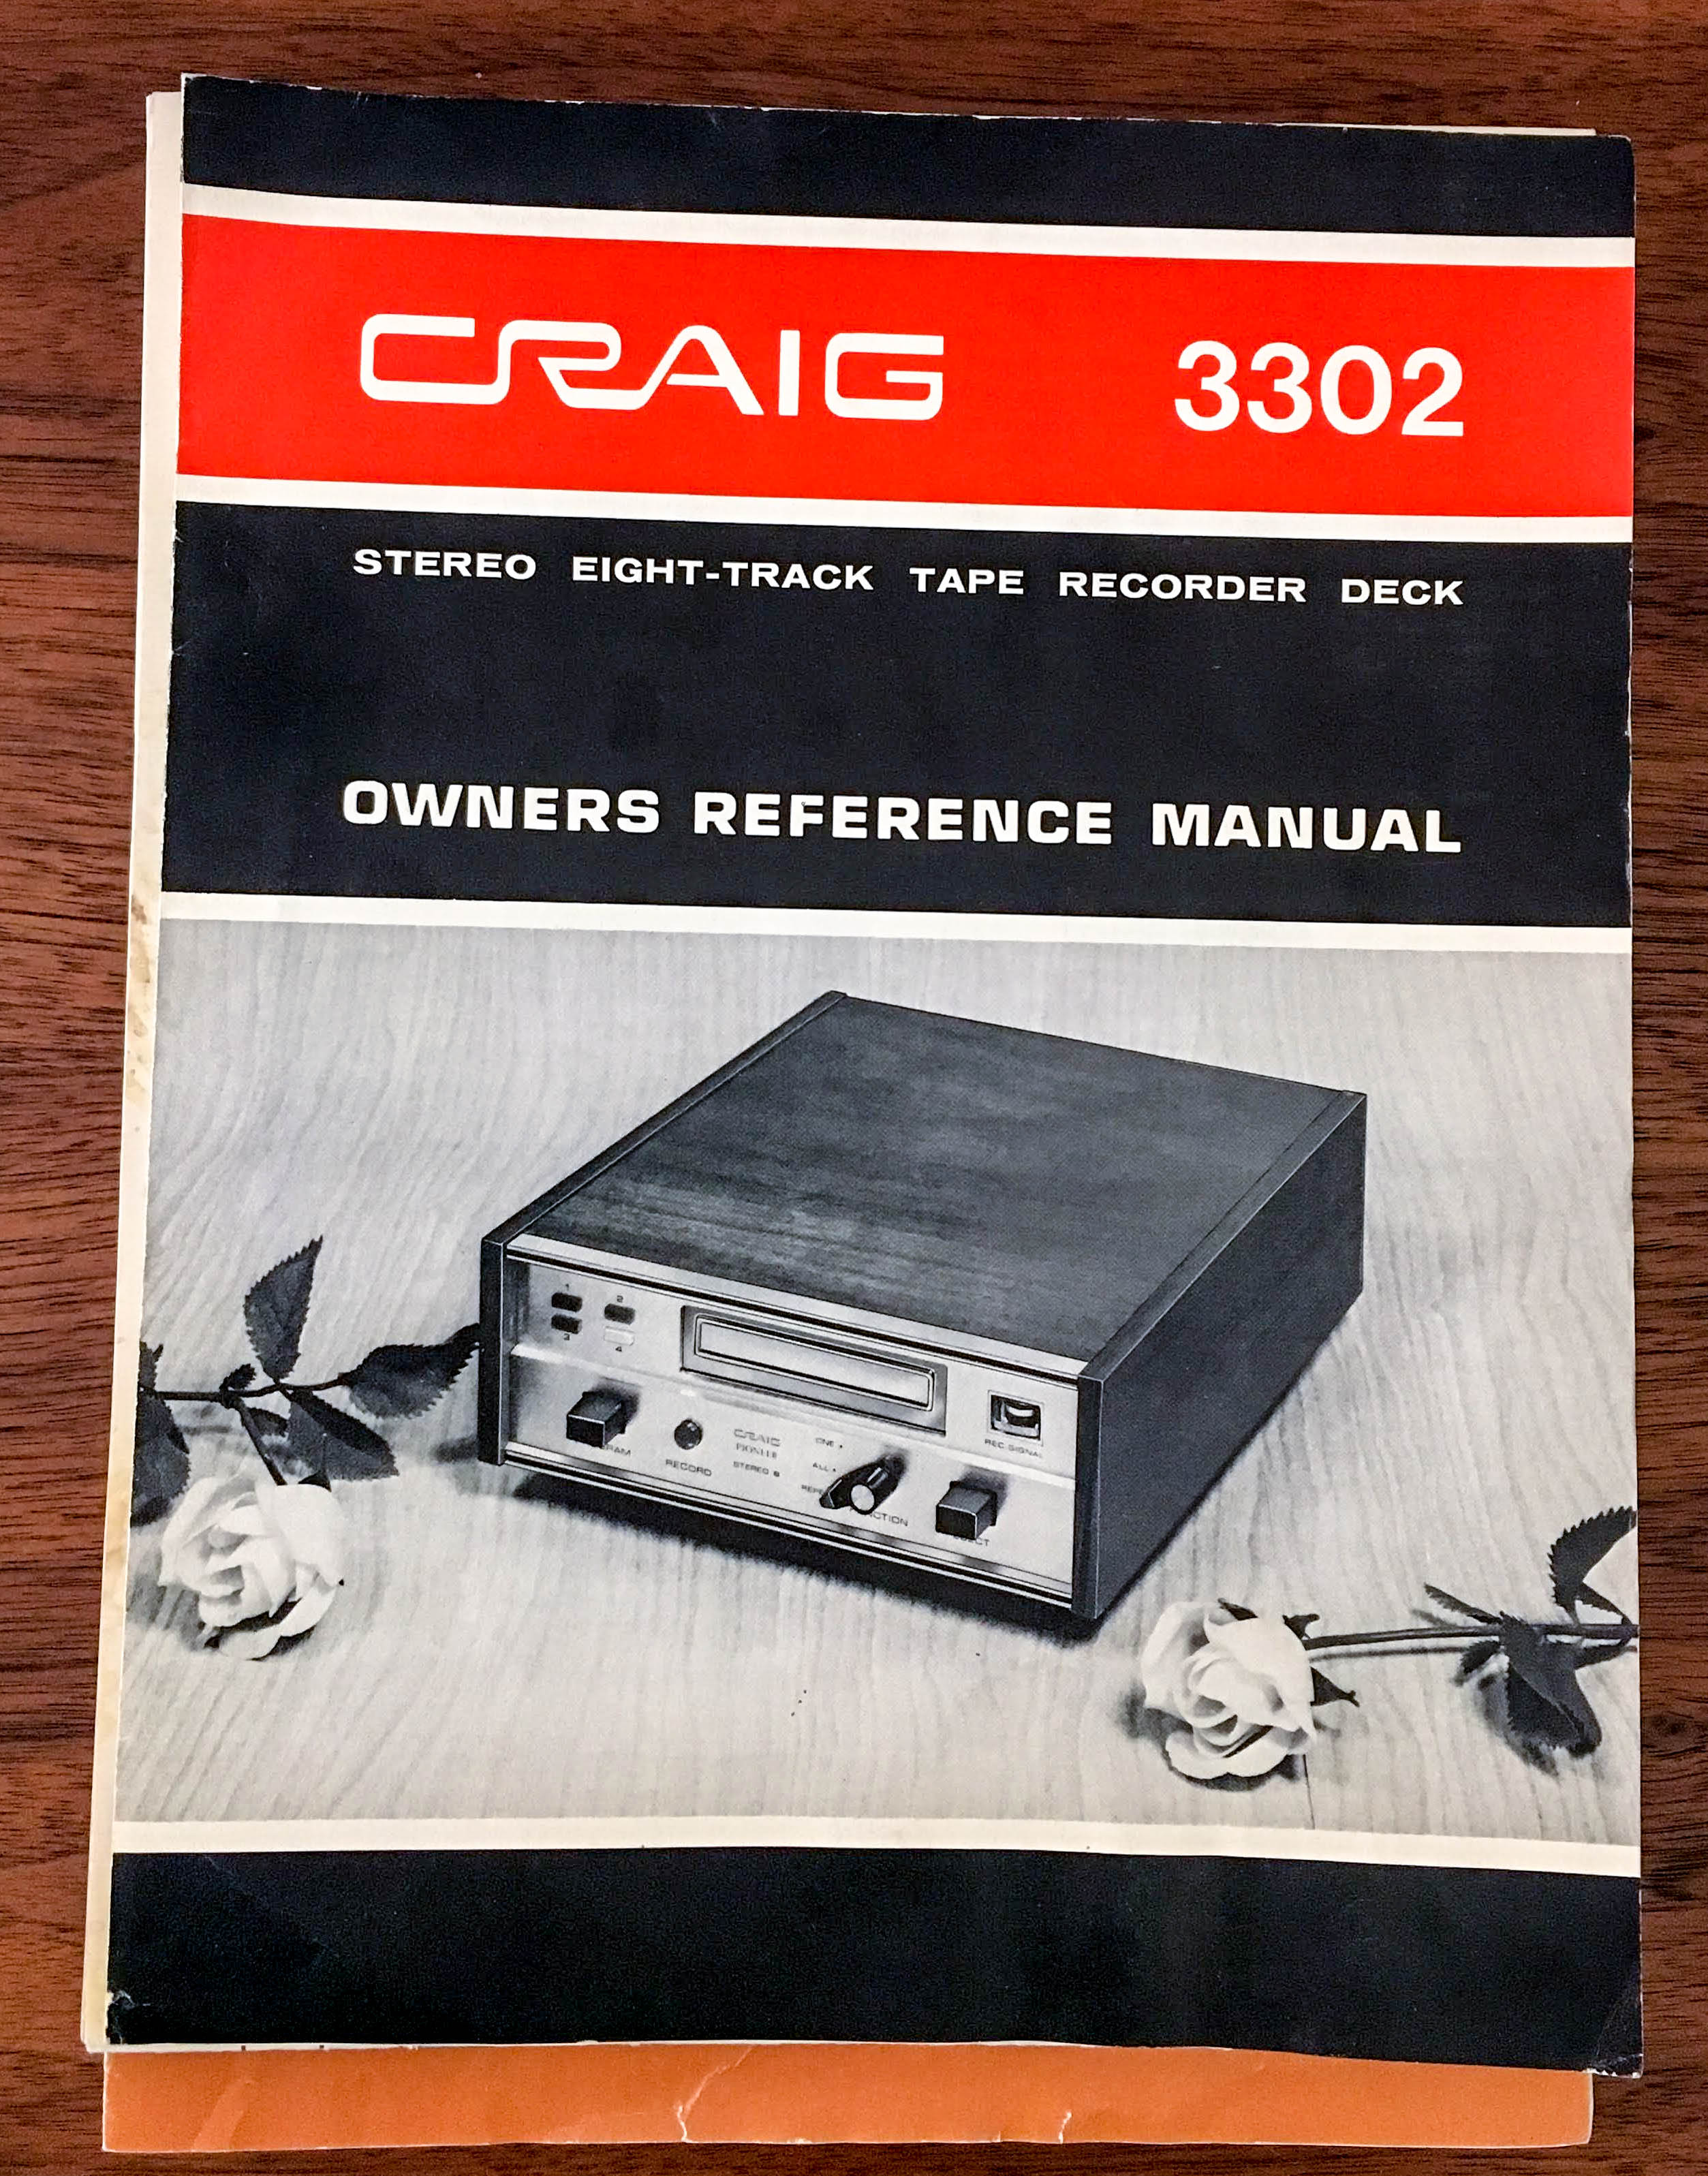 CRAIG 3302
STEREO EIGHT-TRACK TAPE RECORDER DECK
OWNERS REFERENCE MANUAL
1
2
3
4
CRAIG
PIONEER
STEREO 8
RECORD
ONE
ALL
REC. SIGNAL